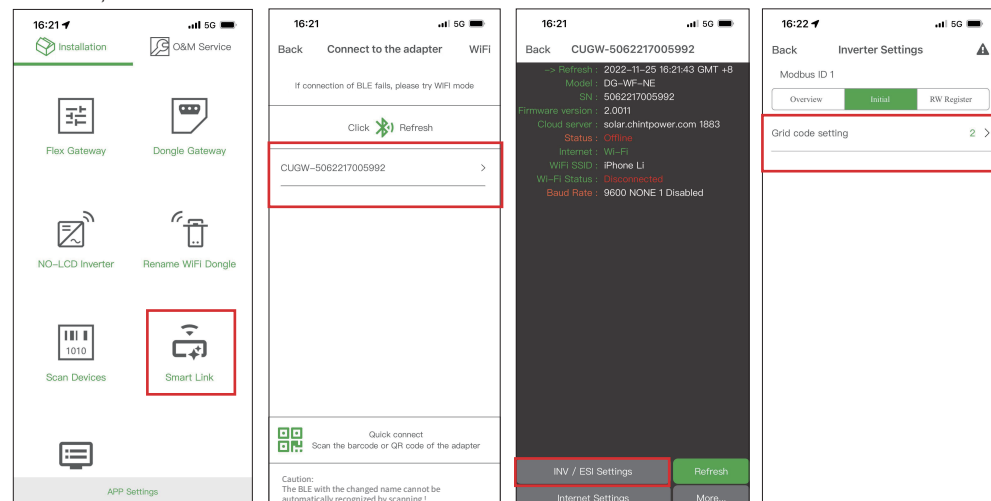 16:21
5G
Installation
O&M Service
Flex Gateway
Dongle Gateway
NO-LCD Inverter
Rename WiFi Dongle
1010
Scan Devices
Smart Link
APP Settings
16:21
5G
Back
Connect to the adapter
WiFi
If connection of BLE fails, please try WIFI mode
Click
Refresh
CUGW-5062217005992
Quick connect
Scan the barcode or QR code of the adapter
Caution:
The BLE with the changed name cannot be
automatically recognized by scanning !
16:21
5G
Back
CUGW-5062217005992
-> Refresh : 2022-11-25 16:21:43 GMT +8
Model : DG-WF-NE
SN : 5062217005992
Firmware version : 2.0011
Cloud server : solar.chintpower.com 1883
Status : Offline
Internet : Wi-Fi
WiFi SSID : iPhone Li
Wi-Fi Status : Disconnected
Baud Rate : 9600 NONE 1 Disabled
INV / ESI Settings
Refresh
Internet Settings
More...
16:22
5G
Back
Inverter Settings
Modbus ID 1
Overview
Initial
RW Register
Grid code setting
2 >